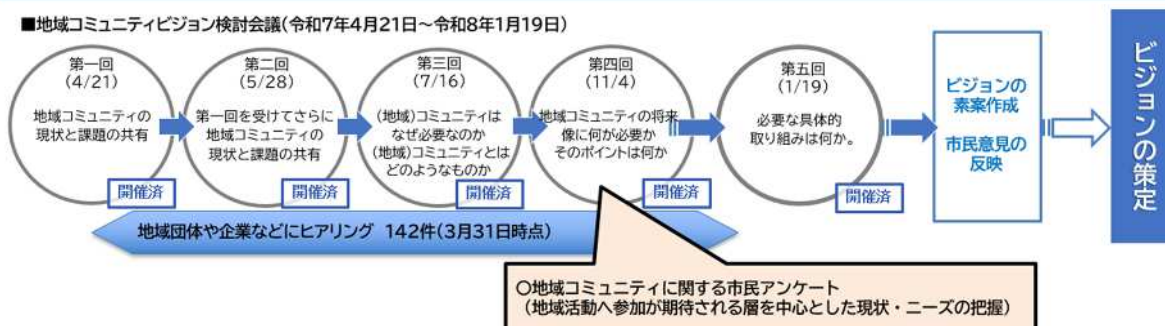 ■地域コミュニティビジョン検討会議(令和7年4月21日～令和8年1月19日)
第一回
(4/21)
地域コミュニティの
現状と課題の共有
開催済
第二回
(5/28)
第一回を受けてさらに
地域コミュニティの
現状と課題の共有
開催済
第三回
(7/16)
(地域)コミュニティは
なぜ必要なのか
(地域)コミュニティとは
どのようなものか
開催済
第四回
(11/4)
地域コミュニティの将来
像に何が必要か
そのポイントは何か
開催済
第五回
(1/19)
必要な具体的
取り組みは何か。
開催済
ビジョンの
素案作成
市民意見の
反映
ビジョンの策定
地域団体や企業などにヒアリング 142件(3月31日時点)
〇地域コミュニティに関する市民アンケート
(地域活動へ参加が期待される層を中心とした現状・ニーズの把握)